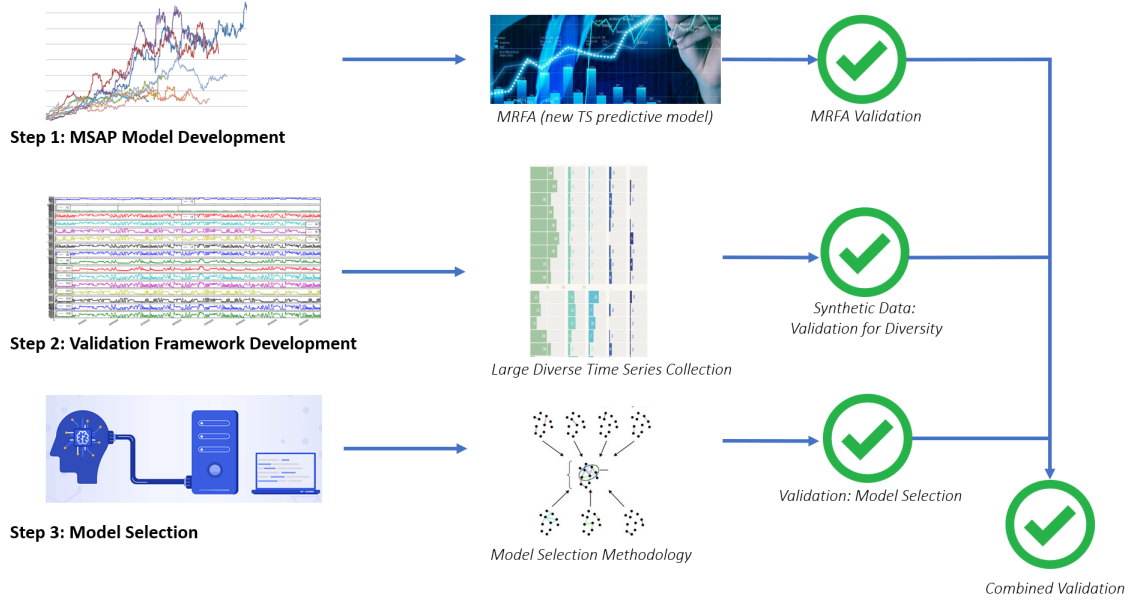 MRFA (new TS predictive model)
MRFA Validation
Step 1: MSAP Model Development
Synthetic Data:
Validation for Diversity
Step 2: Validation Framework Development
Large Diverse Time Series Collection
Validation: Model Selection
Step 3: Model Selection
Model Selection Methodology
Combined Validation